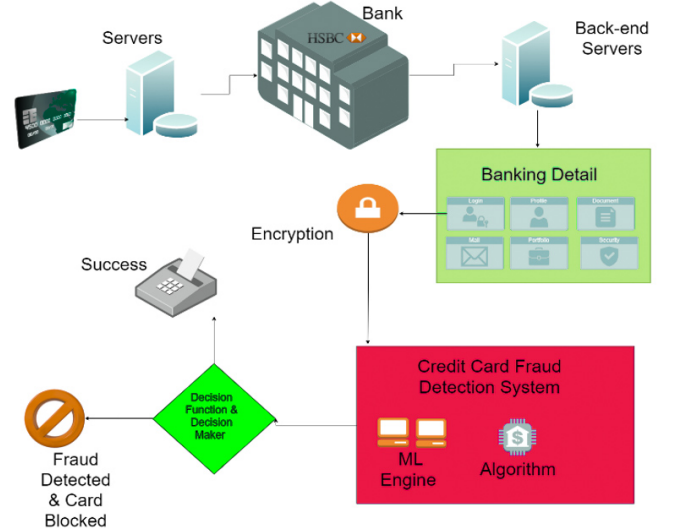 Bank
Servers
HSBC
Back-end
Servers
Banking Detail
Login
Profile
Document
Mail
Portfolio
Security
Encryption
Success
Credit Card Fraud
Detection System
ML
Engine
Algorithm
Decision
Function &
Decision
Maker
Fraud
Detected
& Card
Blocked